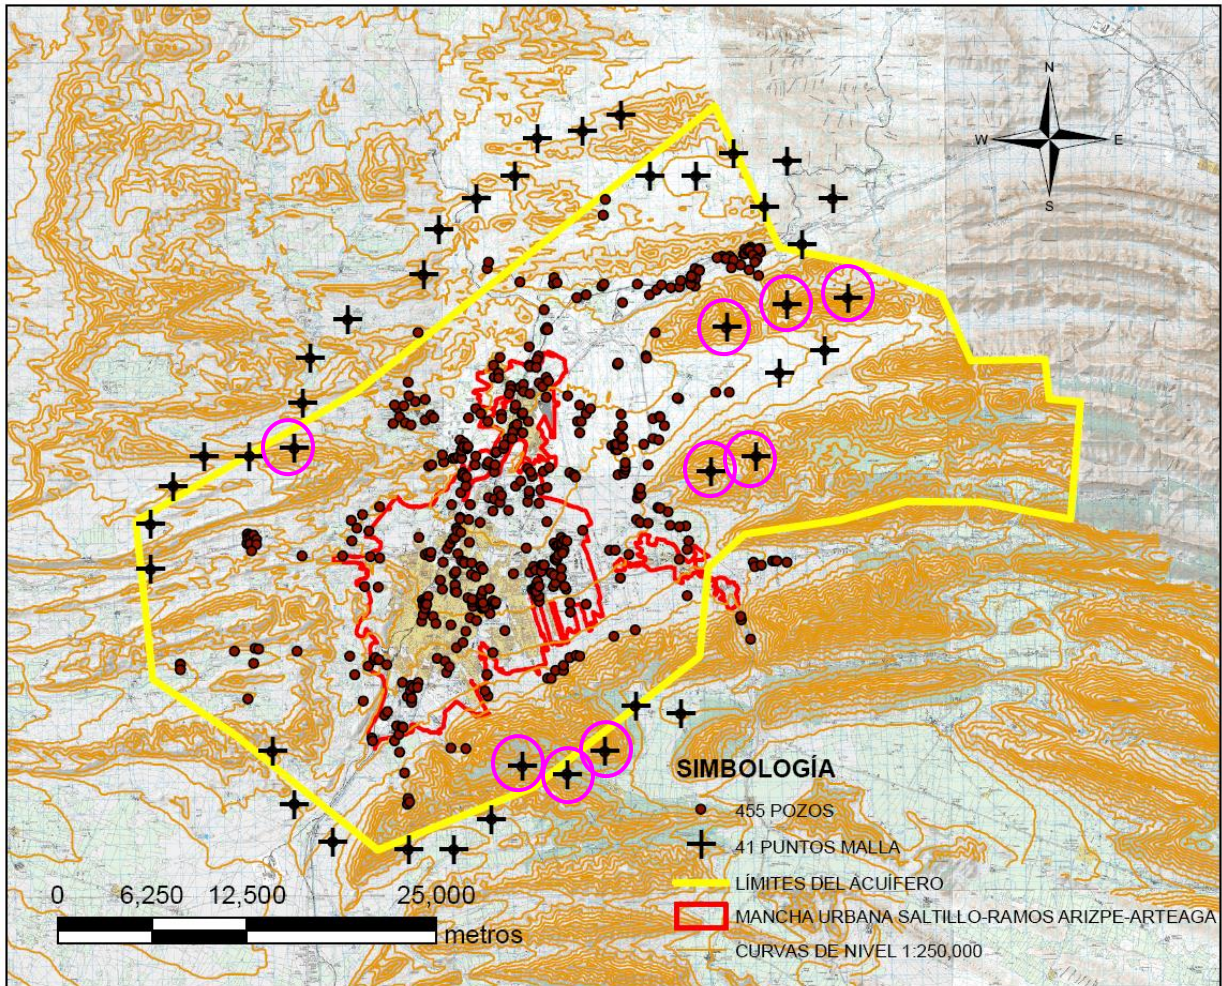 N
W E
S
SIMBOLOGÍA
455 POZOS
41 PUNTOS MALLA
LÍMITES DEL ACUÍFERO
MANCHA URBANA SALTILLO-RAMOS ARIZPE-ARTEAGA
CURVAS DE NIVEL 1:250,000
0 6,250 12,500 25,000
metros